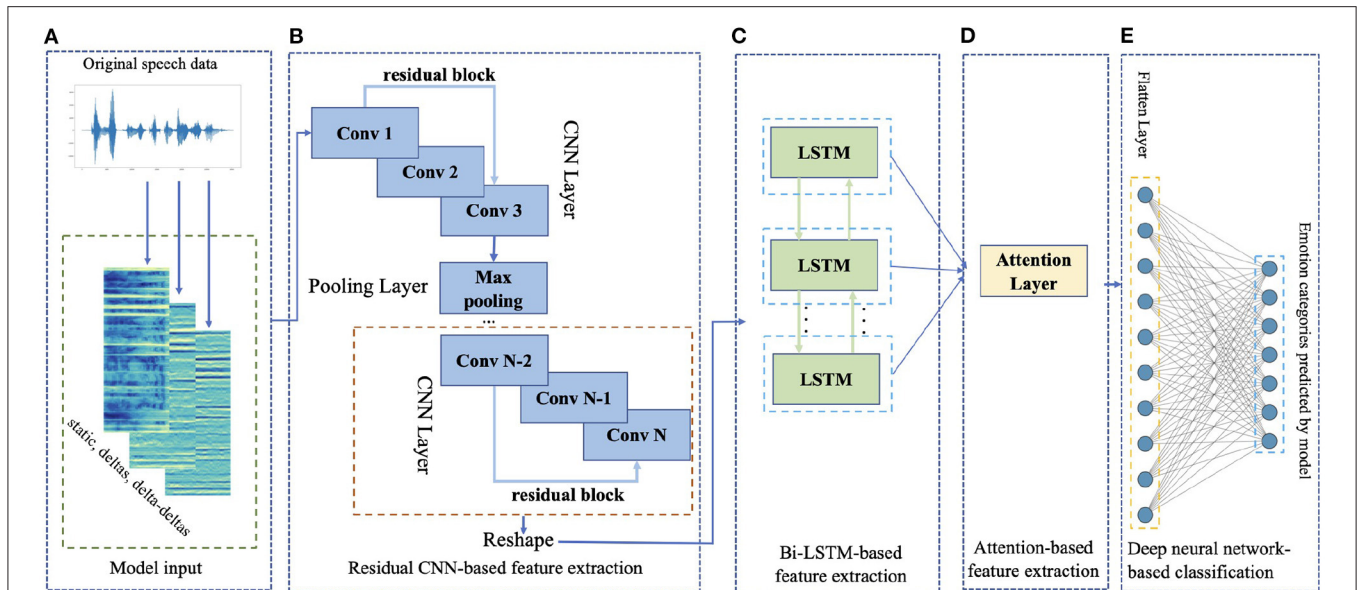 A
Original speech data
static, deltas, delta-deltas
Model input
B
residual block
Conv 1
Conv 2
Conv 3
CNN Layer
Pooling Layer
Max
pooling
...
Conv N-2
Conv N-1
Conv N
CNN Layer
residual block
Reshape
Residual CNN-based feature extraction
C
LSTM
LSTM
LSTM
Bi-LSTM-based
feature extraction
D
Attention
Layer
Attention-based
feature extraction
E
Flatten Layer
Emotion categories predicted by model
Deep neural network-
based classification